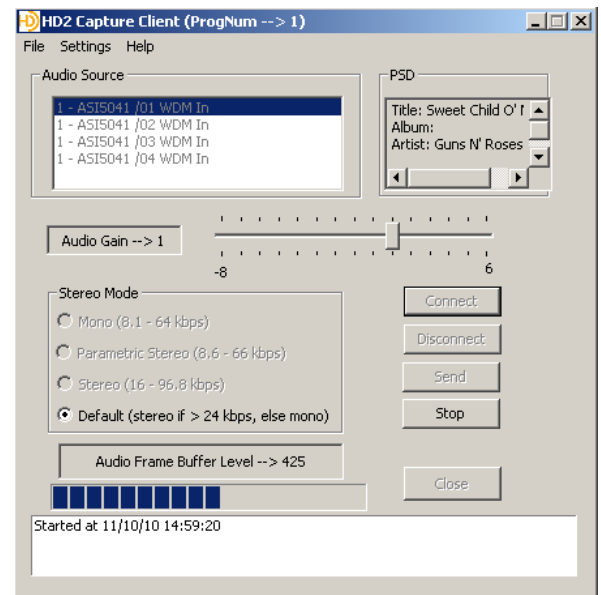 HD2 Capture Client (ProgNum --> 1)
File Settings Help
Audio Source
1 - ASI5041 /01 WDM In
1 - ASI5041 /02 WDM In
1 - ASI5041 /03 WDM In
1 - ASI5041 /04 WDM In
PSD
Title: Sweet Child O'
Album:
Artist: Guns N' Roses
Audio Gain --> 1
-8
6
Stereo Mode
Mono (8.1 - 64 kbps)
Parametric Stereo (8.6 - 66 kbps)
Stereo (16 - 96.8 kbps)
Default (stereo if > 24 kbps, else mono)
Connect
Disconnect
Send
Stop
Audio Frame Buffer Level --> 425
Close
Started at 11/10/10 14:59:20